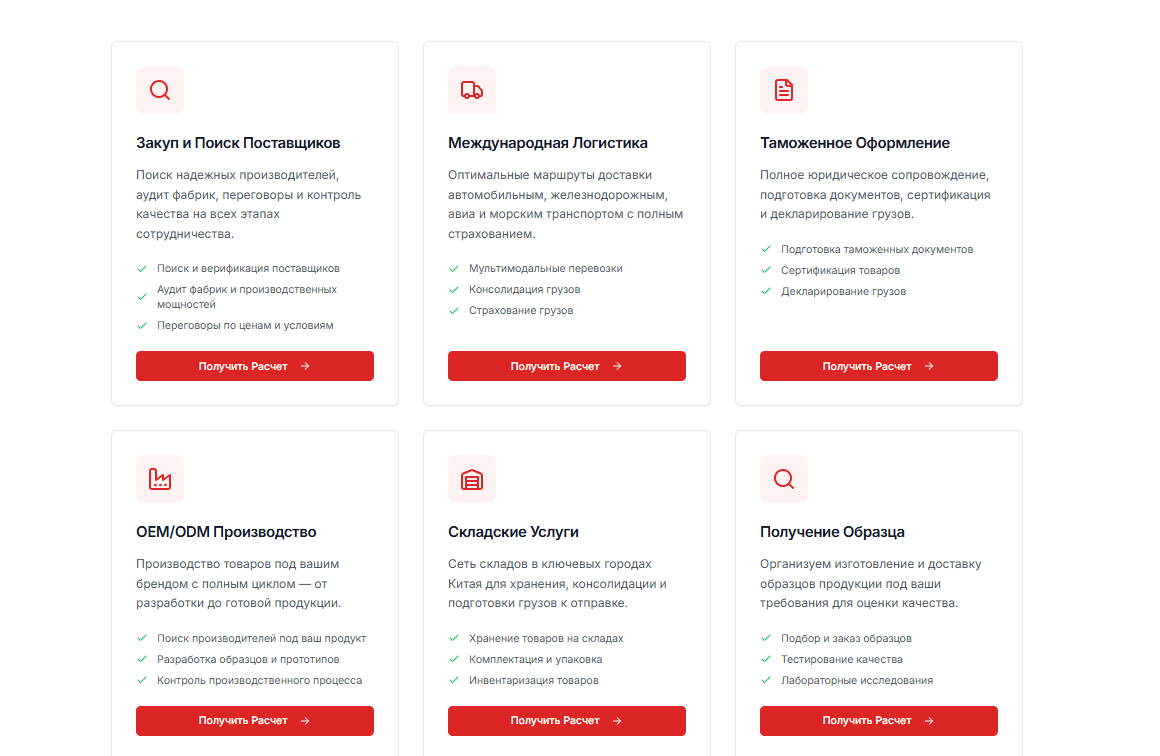 Закуп и Поиск Поставщиков
Поиск надежных производителей,
аудит фабрик, переговоры и контроль
качества на всех этапах
сотрудничества.
Поиск и верификация поставщиков
Аудит фабрик и производственных
мощностей
Переговоры по ценам и условиям
Получить Расчет
Международная Логистика
Оптимальные маршруты доставки
автомобильным, железнодорожным,
авиа и морским транспортом с полным
страхованием.
Мультимодальные перевозки
Консолидация грузов
Страхование грузов
Получить Расчет
Таможенное Оформление
Полное юридическое сопровождение,
подготовка документов, сертификация
и декларирование грузов.
Подготовка таможенных документов
Сертификация товаров
Декларирование грузов
Получить Расчет
OEM/ODM Производство
Производство товаров под вашим
брендом с полным циклом — от
разработки до готовой продукции.
Поиск производителей под ваш продукт
Разработка образцов и прототипов
Контроль производственного процесса
Получить Расчет
Складские Услуги
Сеть складов в ключевых городах
Китая для хранения, консолидации и
подготовки грузов к отправке.
Хранение товаров на складах
Комплектация и упаковка
Инвентаризация товаров
Получить Расчет
Получение Образца
Организуем изготовление и доставку
образцов продукции под ваши
требования для оценки качества.
Подбор и заказ образцов
Тестирование качества
Лабораторные исследования
Получить Расчет